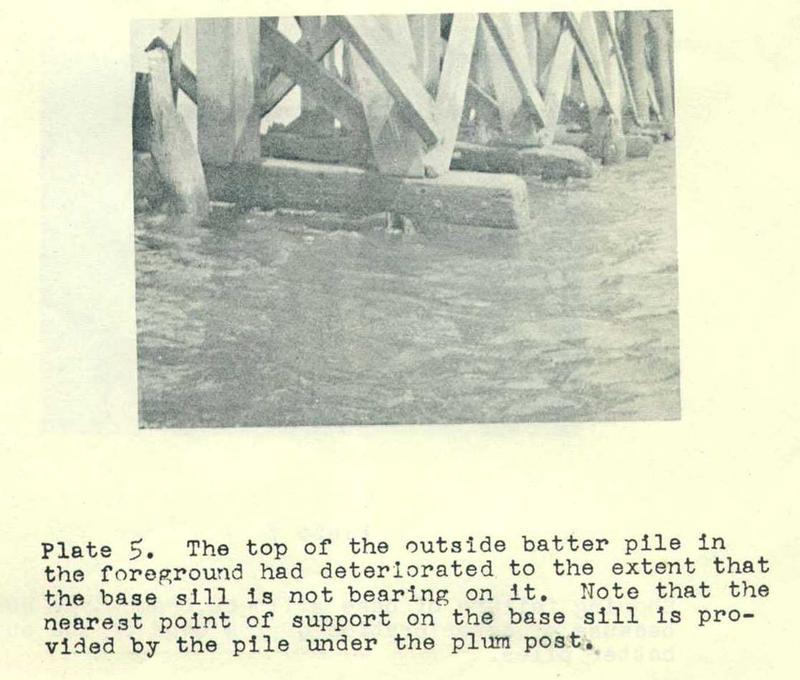 Plate 5. The top of the outside batter pile in
the foreground had deteriorated to the extent that
the base sill is not bearing on it. Note that the
nearest point of support on the base sill is pro-
vided by the pile under the plum post.